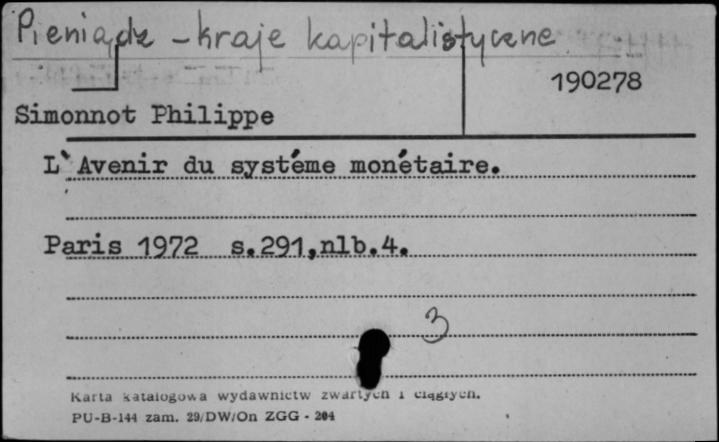 Pieniądz - kraje kapitalistyczne
190278
Simonnot Philippe
L`Avenir du systéme monétaire.
Paris 1972 s.291,nlb.4.
3
Karta katalogowa wydawnictw zwartych i ciągłych.
PU-B-144 zam. 29/DW/On ZGG - 204